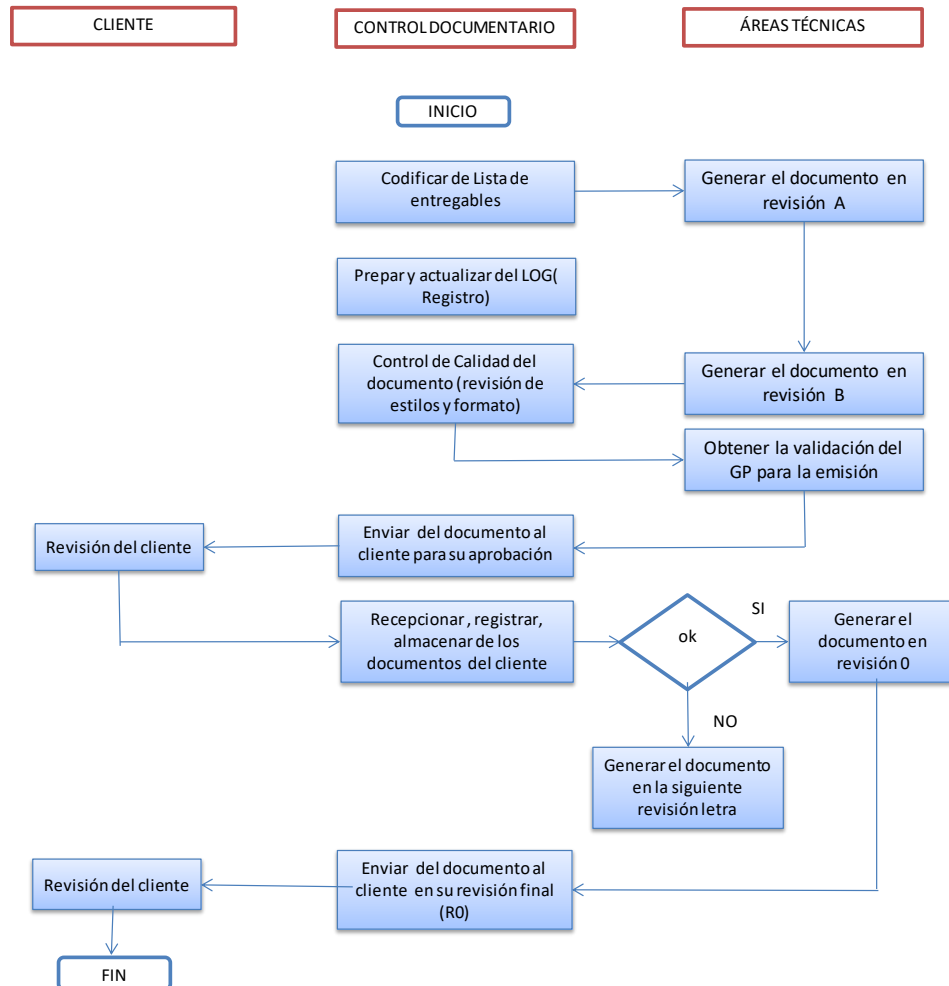 CLIENTE
CONTROL DOCUMENTARIO
ÁREAS TÉCNICAS
INICIO
Codificar de Lista de
entregables
Generar el documento en
revisión A
Prepar y actualizar del LOG(
Registro)
Control de Calidad del
documento (revisión de
estilos y formato)
Generar el documento en
revisión B
Obtener la validación del
GP para la emisión
Revisión del cliente
Enviar del documento al
cliente para su aprobación
Recepcionar , registrar,
almacenar de los
documentos del cliente
ok
SI
Generar el
documento en
revisión 0
NO
Generar el documento
en la siguiente
revisión letra
Revisión del cliente
Enviar del documento al
cliente en su revisión final
(R0)
FIN